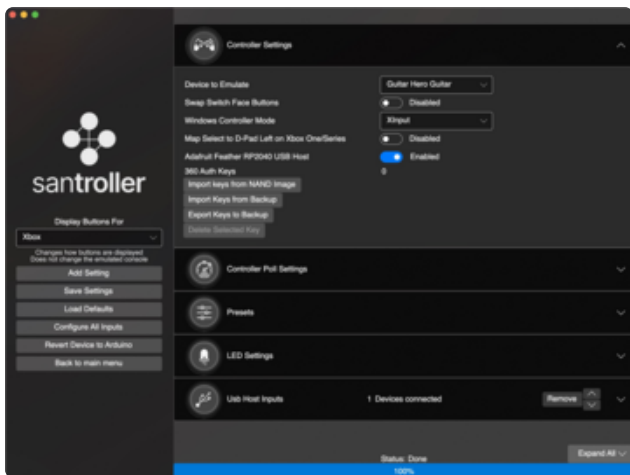 Controller Settings
Device to Emulate
Guitar Hero Guitar
Swap Switch Face Buttons
Disabled
Windows Controller Mode
XInput
Map Select to D-Pad Left on Xbox One/Series
Disabled
Adafruit Feather RP2040 USB Host
Enabled
360 Auth Keys
0
Import keys from NAND Image
Import Keys from Backup
Export Keys to Backup
Delete Selected Key
santroller
Display Buttons For
Xbox
Changes how buttons are displayed
Does not change the emulated console
Add Setting
Save Settings
Load Defaults
Configure All Inputs
Revert Device to Arduino
Back to main menu
Controller Poll Settings
Presets
LED Settings
Usb Host Inputs
1 Devices connected
Remove
Expand All
Status: Done
100%